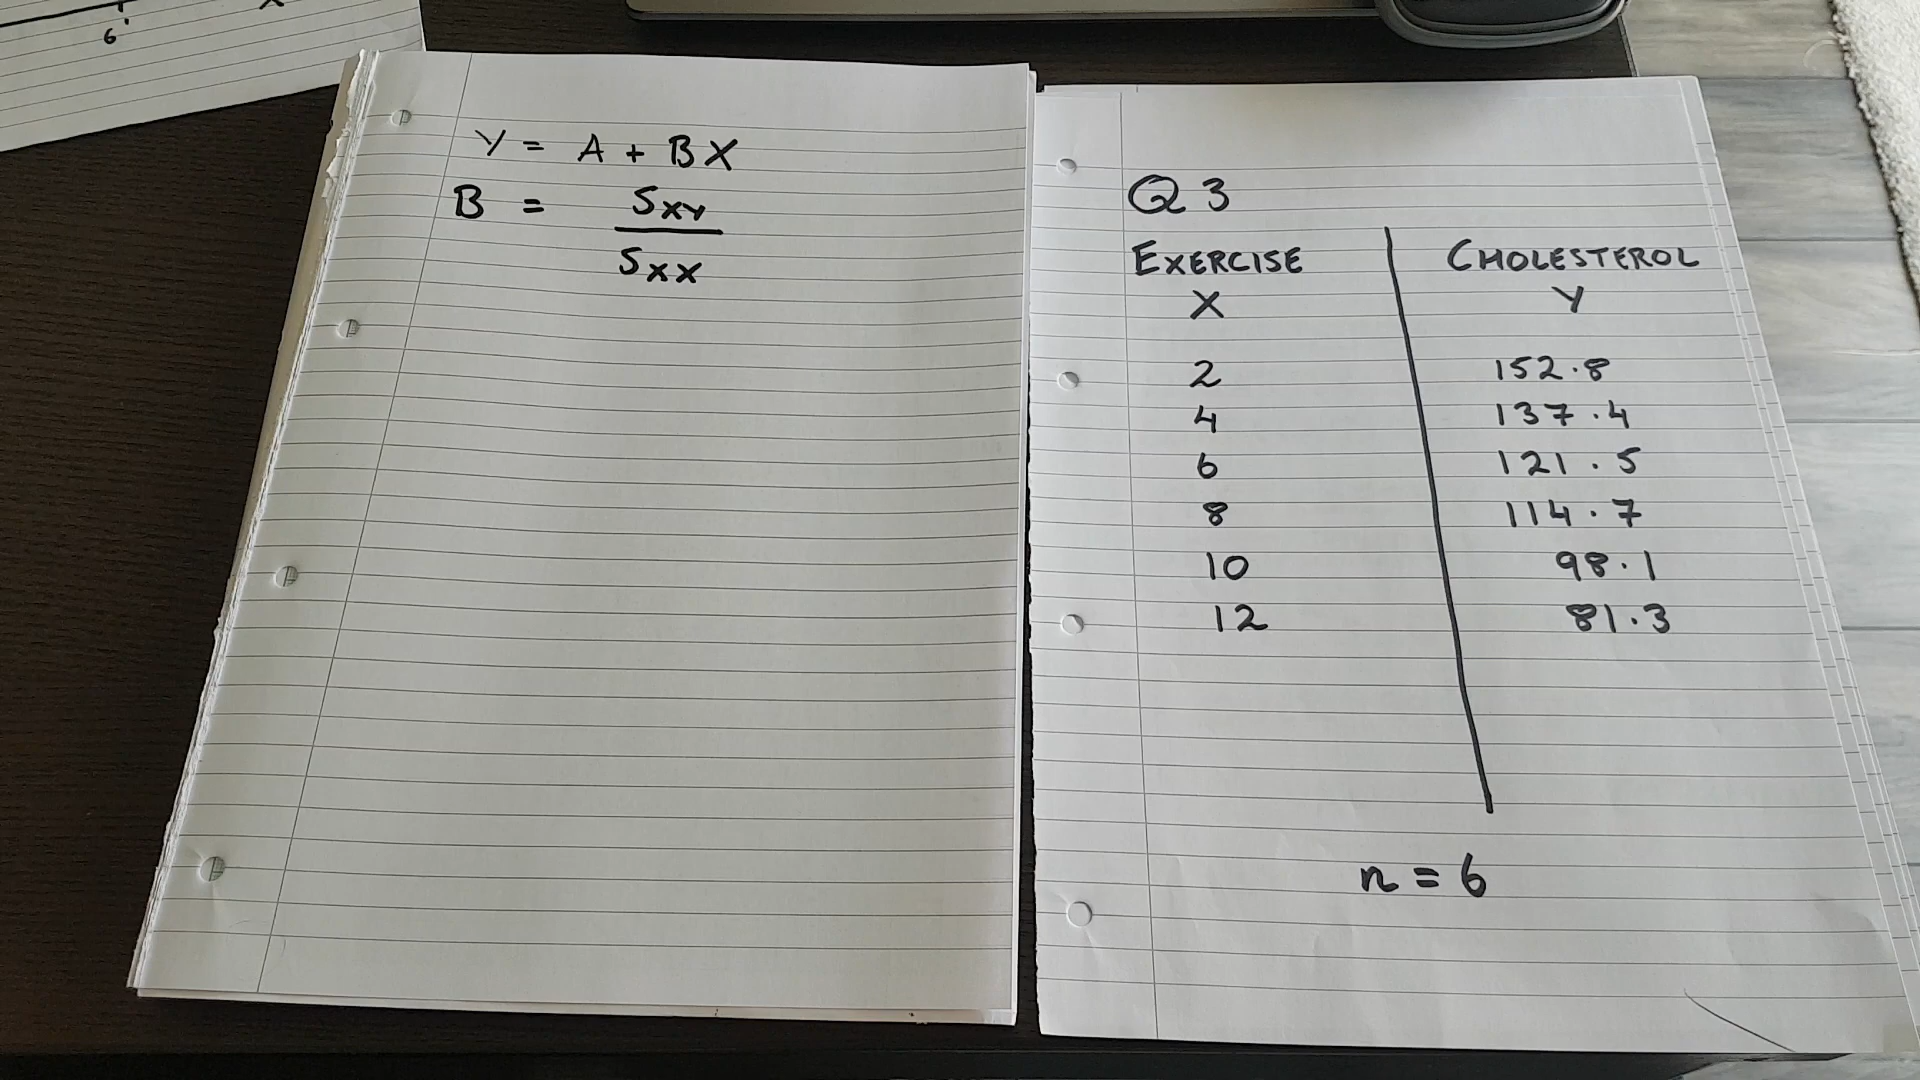 6
Y = A + BX
B = SXY
SXX
Q3
EXERCISE CHOLESTEROL
X Y
2 152.8
4 137.4
6 121.5
8 114.7
10 98.1
12 81.3
n = 6